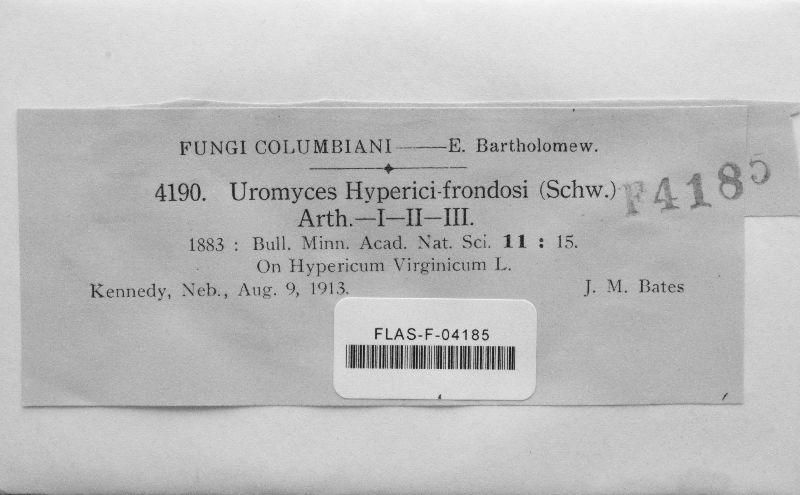 FUNGI COLUMBIANI——E. Bartholomew.
4190. Uromyces Hyperici-frondosi (Schw.)
Arth.—I—II—III.
F4185
1883 : Bull. Minn. Acad. Nat. Sci. 11 : 15.
On Hypericum Virginicum L.
Kennedy, Neb., Aug. 9, 1913. J. M. Bates
FLAS-F-04185